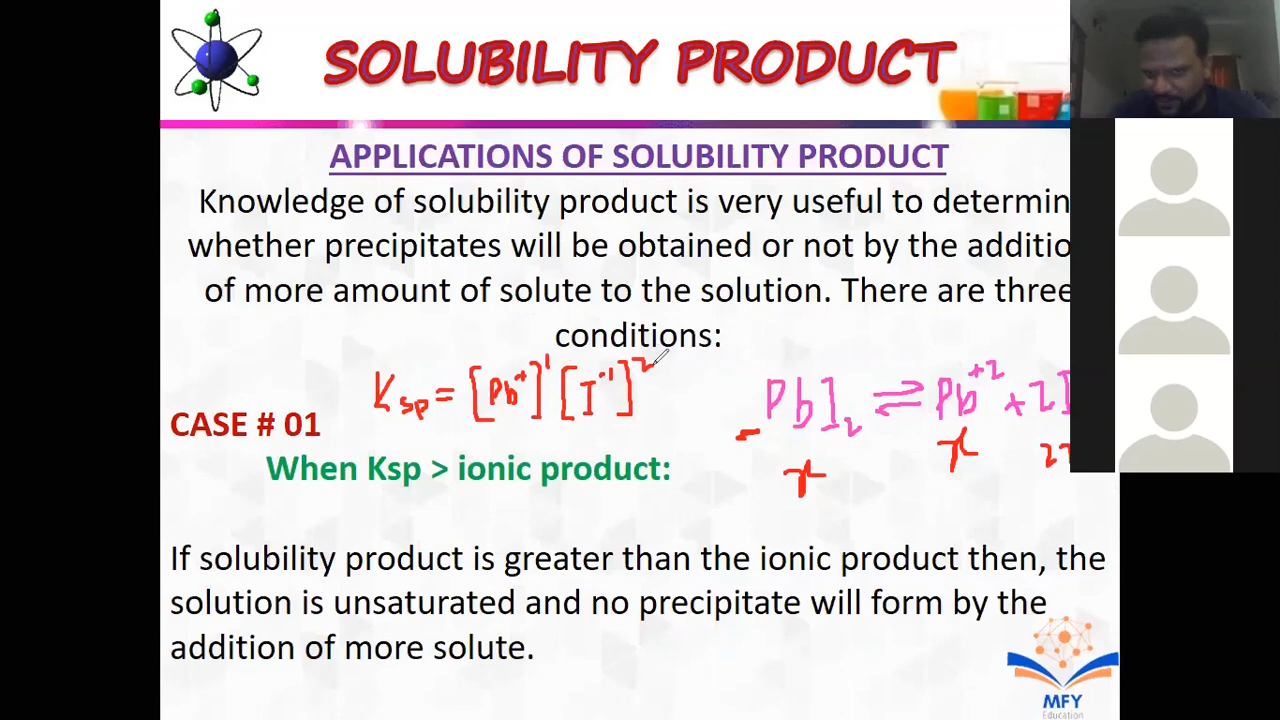 SOLUBILITY PRODUCT
APPLICATIONS OF SOLUBILITY PRODUCT
Knowledge of solubility product is very useful to determin
whether precipitates will be obtained or not by the additio
of more amount of solute to the solution. There are three
conditions:
Ksp = [Pb⁺]¹ [I⁻¹]²
PbI₂ ⇌ Pb⁺² + 2I
CASE # 01
x x 2x
When Ksp > ionic product:
If solubility product is greater than the ionic product then, the
solution is unsaturated and no precipitate will form by the
addition of more solute.
MFY
Education